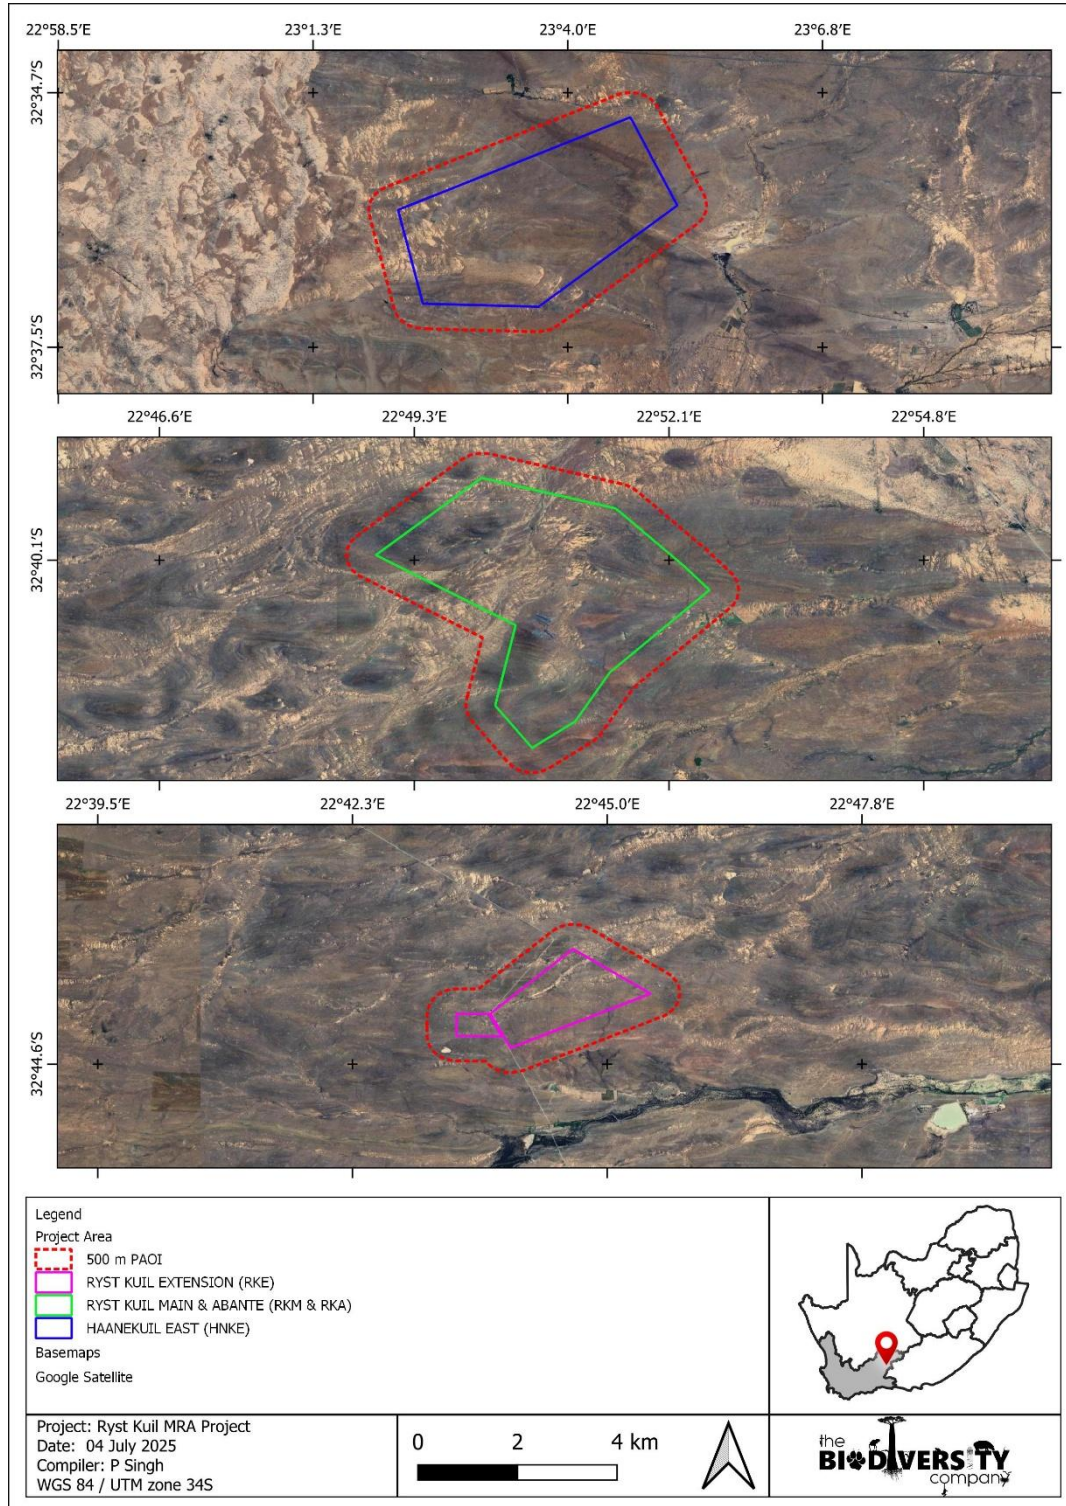 22°58.5'E 23°1.3'E 23°4.0'E 23°6.8'E
32°34.7'S
32°37.5'S
22°46.6'E 22°49.3'E 22°52.1'E 22°54.8'E
32°40.1'S
22°39.5'E 22°42.3'E 22°45.0'E 22°47.8'E
32°44.6'S
Legend
Project Area
500 m PAOI
RYST KUIL EXTENSION (RKE)
RYST KUIL MAIN & ABANTE (RKM & RKA)
HAANEKUIL EAST (HNKE)
Basemaps
Google Satellite
Project: Ryst Kuil MRA Project
Date: 04 July 2025
Compiler: P Singh
WGS 84 / UTM zone 34S
0 2 4 km
the
BIODIVERSITY
company